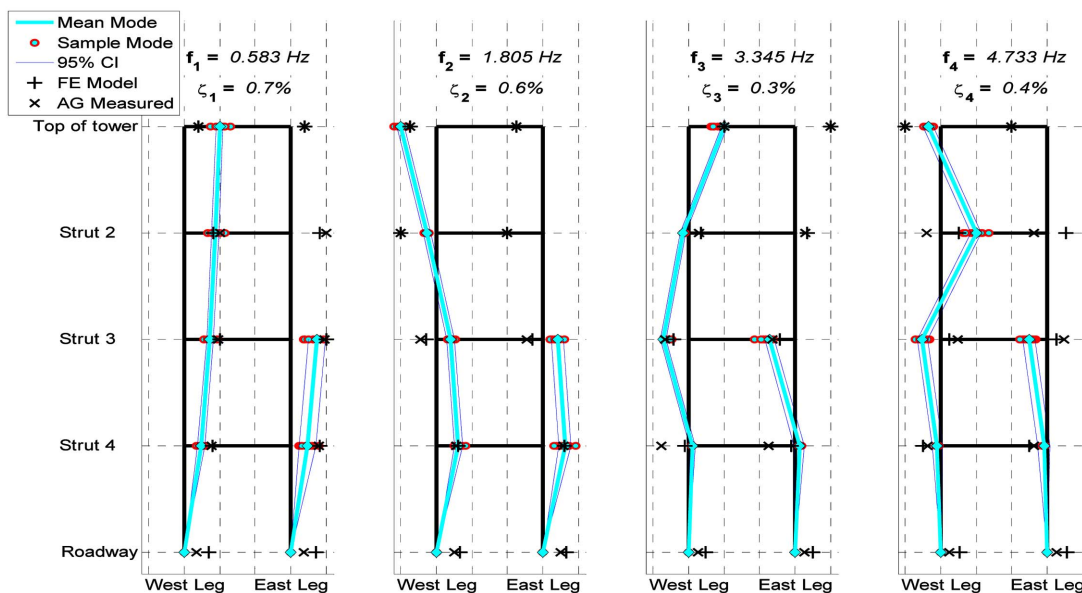 Mean Mode
Sample Mode
95% CI
FE Model
AG Measured
f1 = 0.583 Hz
ζ1 = 0.7%
f2 = 1.805 Hz
ζ2 = 0.6%
f3 = 3.345 Hz
ζ3 = 0.3%
f4 = 4.733 Hz
ζ4 = 0.4%
Top of tower
Strut 2
Strut 3
Strut 4
Roadway
West Leg East Leg West Leg East Leg West Leg East Leg West Leg East Leg